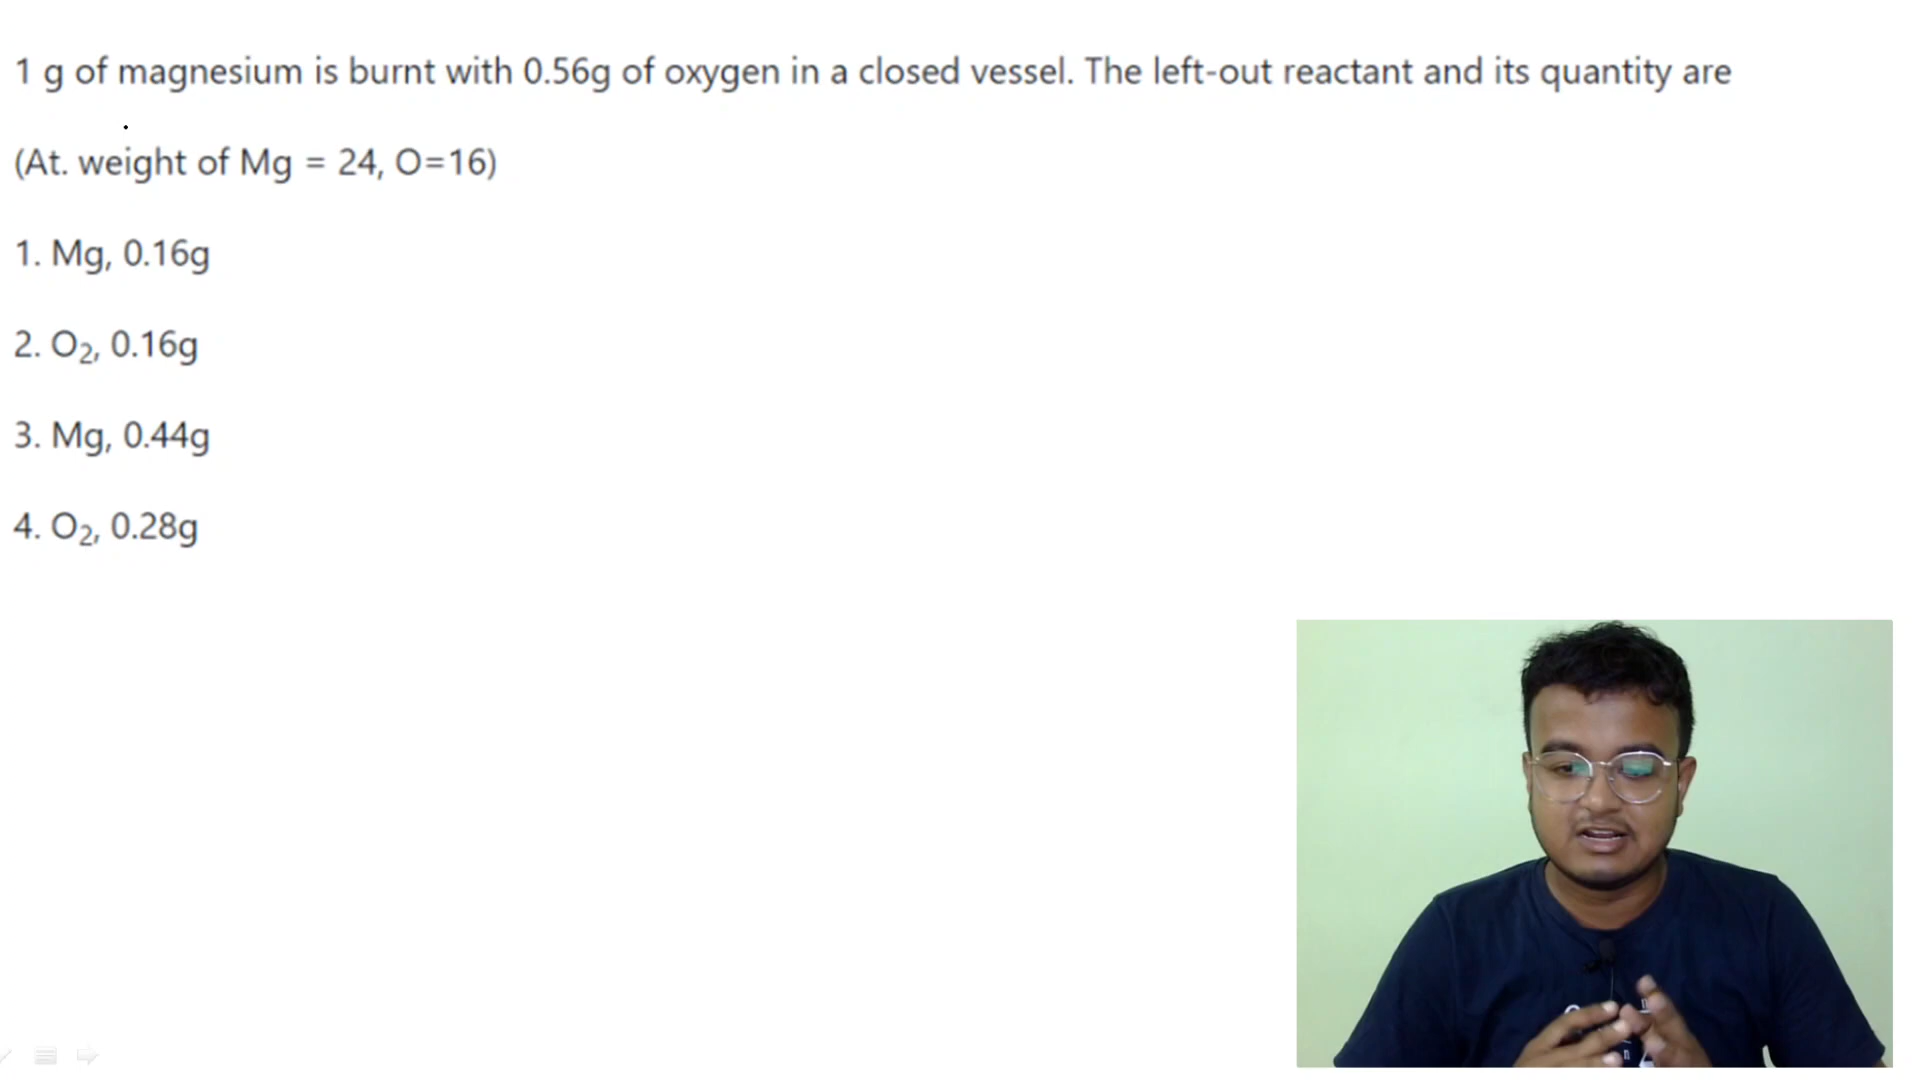 1 g of magnesium is burnt with 0.56g of oxygen in a closed vessel. The left-out reactant and its quantity are
(At. weight of Mg = 24, O=16)
1. Mg, 0.16g
2. O₂, 0.16g
3. Mg, 0.44g
4. O₂, 0.28g